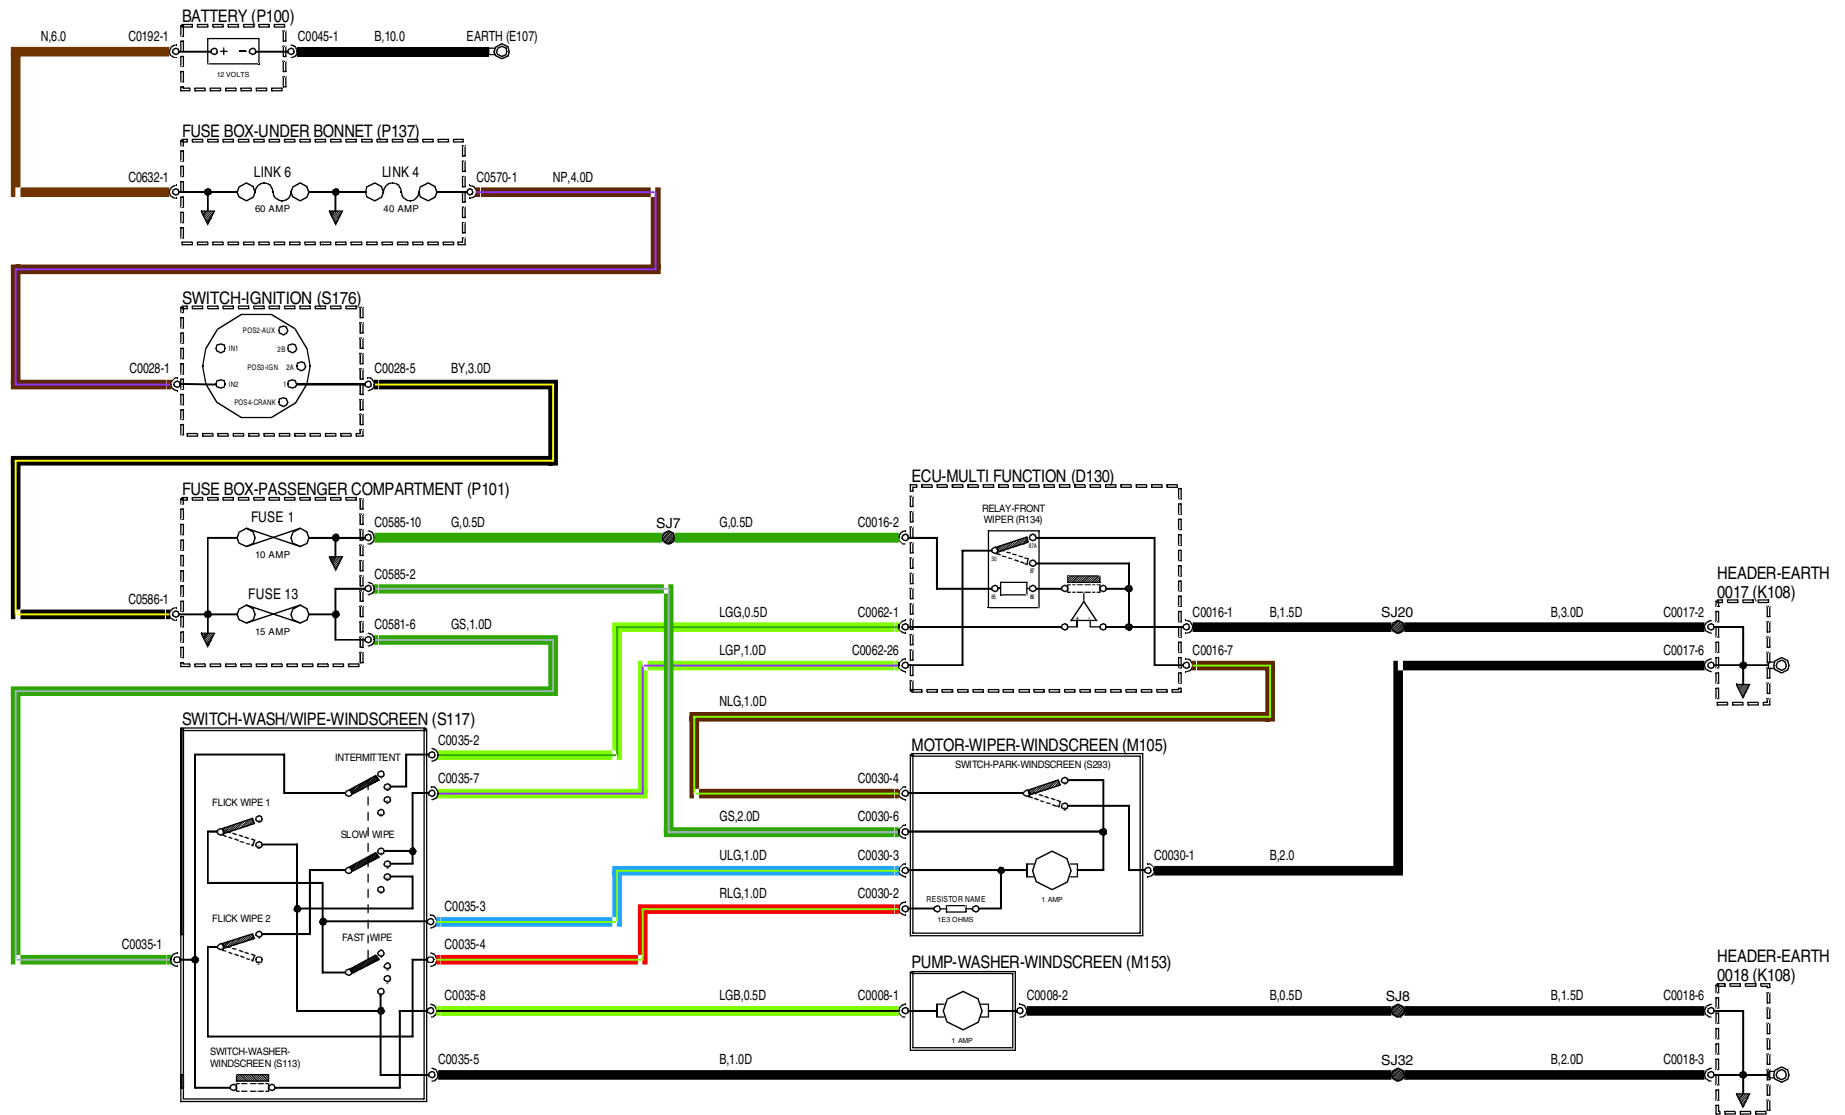 BATTERY (P100)
N,6.0
C0192-1
+ -
C0045-1
B,10.0
EARTH (E107)
12 VOLTS
FUSE BOX-UNDER BONNET (P137)
C0632-1
LINK 6
LINK 4
C0570-1
NP,4.0D
60 AMP
40 AMP
SWITCH-IGNITION (S176)
POS2-AUX
IN1
2B
POS3-IGN
2A
C0028-1
IN2
1
C0028-5
BY,3.0D
POS4-CRANK
FUSE BOX-PASSENGER COMPARTMENT (P101)
FUSE 1
10 AMP
C0585-10
G,0.5D
SJ7
G,0.5D
C0016-2
C0585-2
C0586-1
FUSE 13
15 AMP
C0581-6
GS,1.0D
ECU-MULTI FUNCTION (D130)
RELAY-FRONT
WIPER (R134)
87A
30
87
85
86
LGG,0.5D
C0062-1
LGP,1.0D
C0062-26
C0016-1
B,1.5D
SJ20
B,3.0D
C0017-2
C0016-7
C0017-6
HEADER-EARTH
0017 (K108)
NLG,1.0D
SWITCH-WASH/WIPE-WINDSCREEN (S117)
C0035-2
INTERMITTENT
C0035-7
FLICK WIPE 1
SLOW WIPE
C0035-3
FLICK WIPE 2
FAST WIPE
C0035-1
C0035-4
C0035-8
SWITCH-WASHER-
WINDSCREEN (S113)
C0035-5
MOTOR-WIPER-WINDSCREEN (M105)
SWITCH-PARK-WINDSCREEN (S293)
C0030-4
GS,2.0D
C0030-6
ULG,1.0D
C0030-3
RLG,1.0D
C0030-2
RESISTOR NAME
1E3 OHMS
1 AMP
C0030-1
B,2.0
PUMP-WASHER-WINDSCREEN (M153)
LGB,0.5D
C0008-1
1 AMP
C0008-2
B,0.5D
SJ8
B,1.5D
C0018-6
HEADER-EARTH
0018 (K108)
B,1.0D
SJ32
B,2.0D
C0018-3